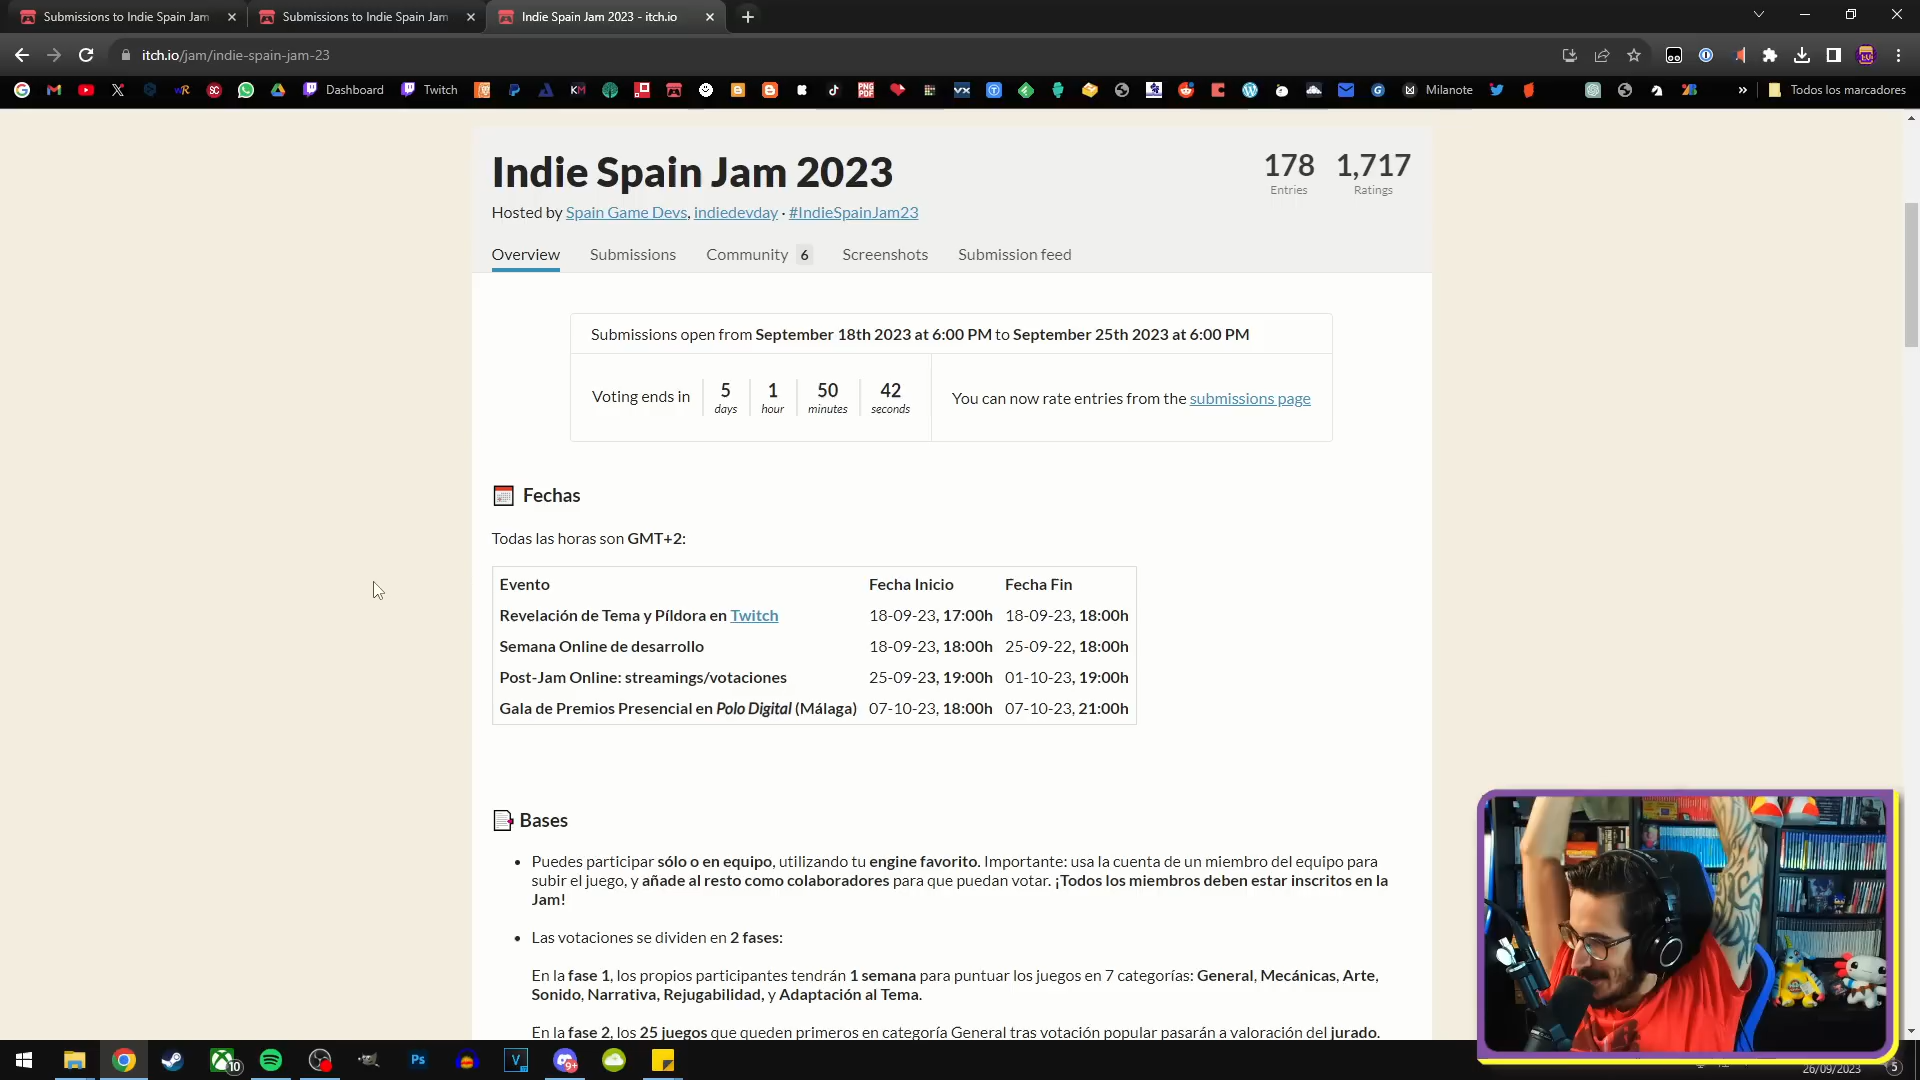 Submissions to Indie Spain Jam
Submissions to Indie Spain Jam
Indie Spain Jam 2023 - itch.io
itch.io/jam/indie-spain-jam-23
Dashboard
Twitch
Milanote
Todos los marcadores
Indie Spain Jam 2023
178
Entries
1,717
Ratings
Hosted by Spain Game Devs, indiedevday · #IndieSpainJam23
Overview
Submissions
Community 6
Screenshots
Submission feed
Submissions open from September 18th 2023 at 6:00 PM to September 25th 2023 at 6:00 PM
Voting ends in
5
days
1
hour
50
minutes
42
seconds
You can now rate entries from the submissions page
Fechas
Todas las horas son GMT+2:
Evento Fecha Inicio Fecha Fin
Revelación de Tema y Píldora en Twitch 18-09-23, 17:00h 18-09-23, 18:00h
Semana Online de desarrollo 18-09-23, 18:00h 25-09-22, 18:00h
Post-Jam Online: streamings/votaciones 25-09-23, 19:00h 01-10-23, 19:00h
Gala de Premios Presencial en Polo Digital (Málaga) 07-10-23, 18:00h 07-10-23, 21:00h
Bases
• Puedes participar sólo o en equipo, utilizando tu engine favorito. Importante: usa la cuenta de un miembro del equipo para
subir el juego, y añade al resto como colaboradores para que puedan votar. ¡Todos los miembros deben estar inscritos en la
Jam!
• Las votaciones se dividen en 2 fases:
En la fase 1, los propios participantes tendrán 1 semana para puntuar los juegos en 7 categorías: General, Mecánicas, Arte,
Sonido, Narrativa, Rejugabilidad, y Adaptación al Tema.
En la fase 2, los 25 juegos que queden primeros en categoría General tras votación popular pasarán a valoración del jurado.
10
Ps
V
9+
26/09/2023
5